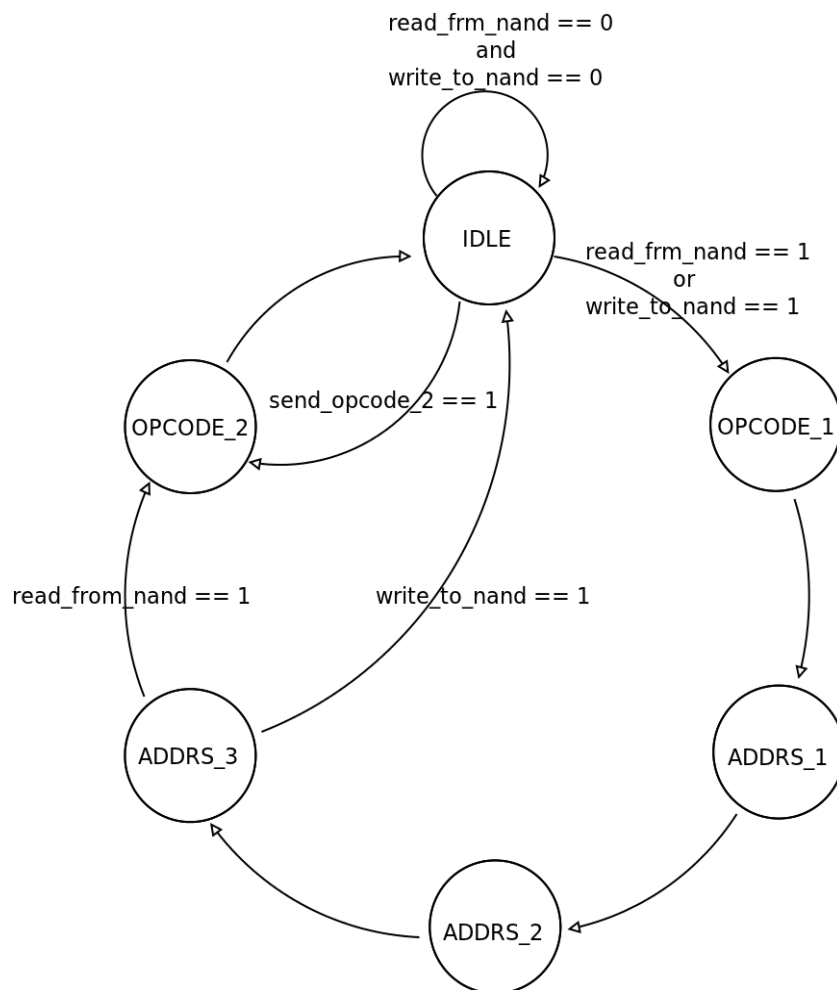 read_frm_nand == 0
and
write_to_nand == 0
IDLE
read_frm_nand == 1
or
write_to_nand == 1
send_opcode_2 == 1
OPCODE_2
OPCODE_1
read_from_nand == 1
write_to_nand == 1
ADDRS_3
ADDRS_1
ADDRS_2